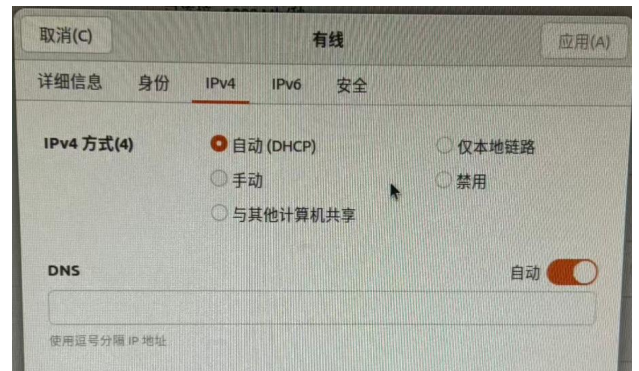 取消(C) 有线 应用(A)
详细信息 身份 IPv4 IPv6 安全
IPv4 方式(4) 自动 (DHCP) 仅本地链路
手动 禁用
与其他计算机共享
DNS 自动
使用逗号分隔 IP 地址